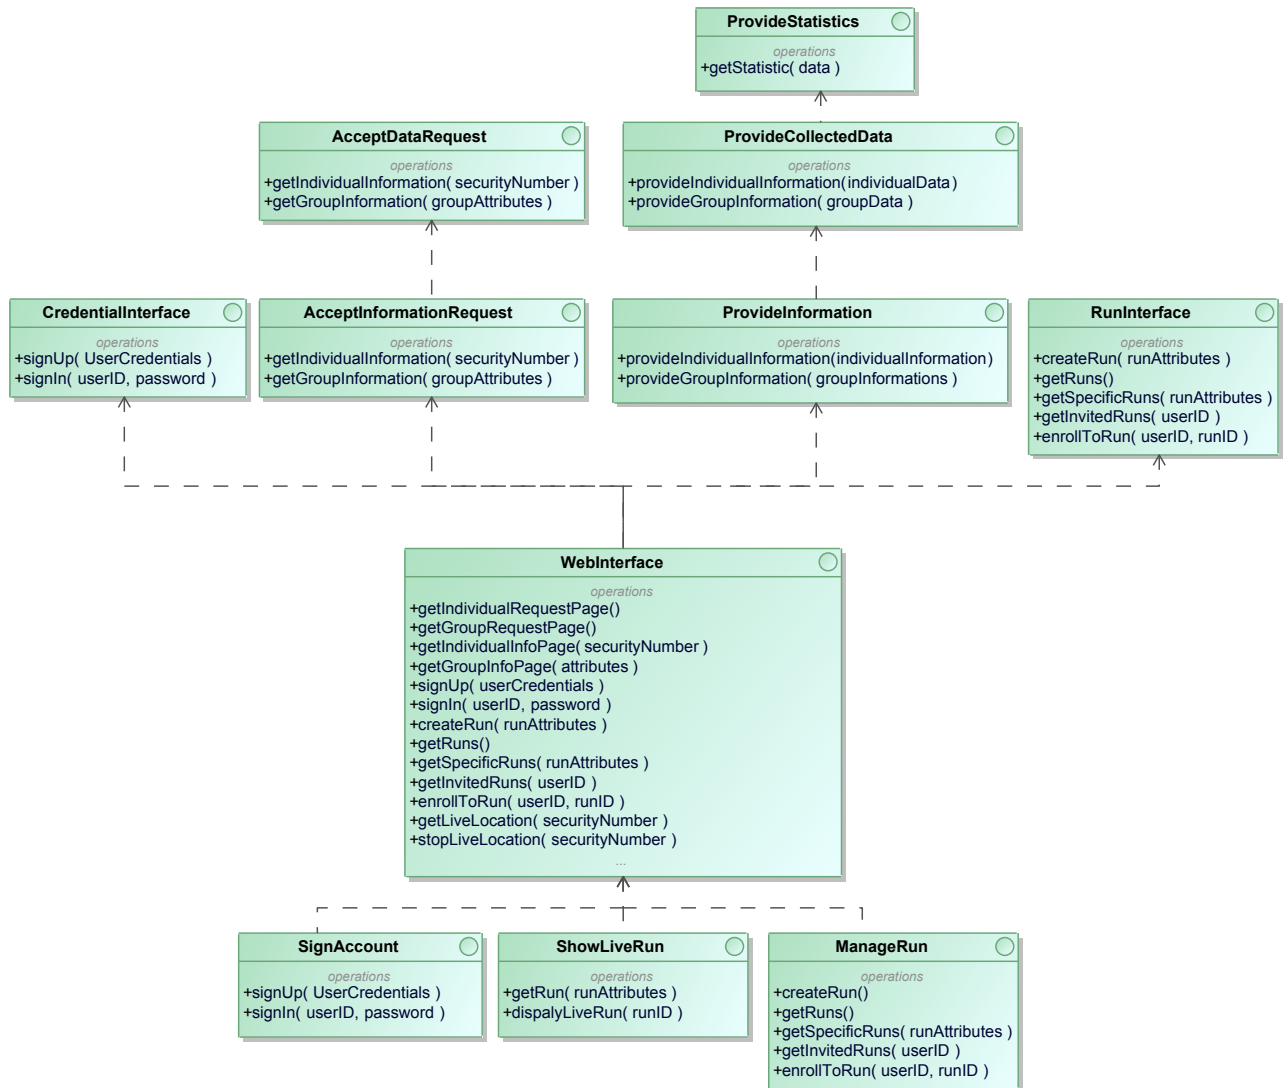 ProvideStatistics
operations
+getStatistic( data )
AcceptDataRequest
operations
+getIndividualInformation( securityNumber )
+getGroupInformation( groupAttributes )
ProvideCollectedData
operations
+provideIndividualInformation(individualData)
+provideGroupInformation( groupData )
CredentialInterface
operations
+signUp( UserCredentials )
+signIn( userID, password )
AcceptInformationRequest
operations
+getIndividualInformation( securityNumber )
+getGroupInformation( groupAttributes )
ProvideInformation
operations
+provideIndividualInformation(individualInformation)
+provideGroupInformation( groupInformations )
RunInterface
operations
+createRun( runAttributes )
+getRuns()
+getSpecificRuns( runAttributes )
+getInvitedRuns( userID )
+enrollToRun( userID, runID )
WebInterface
operations
+getIndividualRequestPage()
+getGroupRequestPage()
+getIndividualInfoPage( securityNumber )
+getGroupInfoPage( attributes )
+signUp( userCredentials )
+signIn( userID, password )
+createRun( runAttributes )
+getRuns()
+getSpecificRuns( runAttributes )
+getInvitedRuns( userID )
+enrollToRun( userID, runID )
+getLiveLocation( securityNumber )
+stopLiveLocation( securityNumber )
...
SignAccount
operations
+signUp( UserCredentials )
+signIn( userID, password )
ShowLiveRun
operations
+getRun( runAttributes )
+dispalyLiveRun( runID )
ManageRun
operations
+createRun()
+getRuns()
+getSpecificRuns( runAttributes )
+getInvitedRuns( userID )
+enrollToRun( userID, runID )